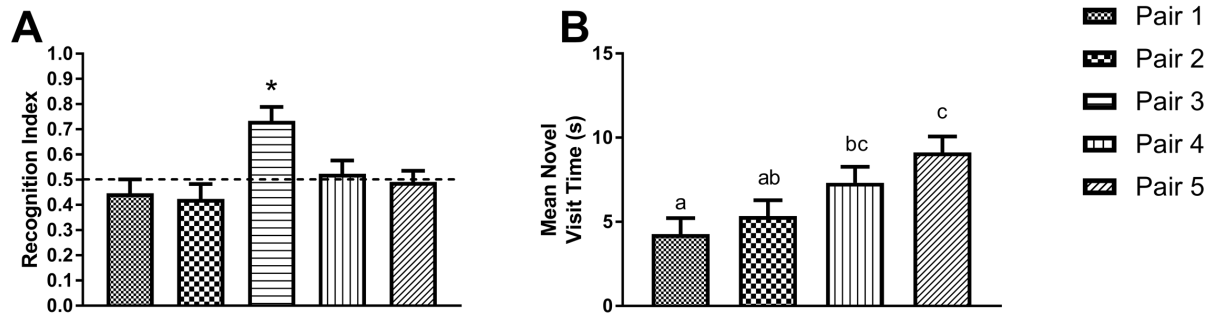 A
Recognition Index
1.0
0.9
0.8
0.7
0.6
0.5
0.4
0.3
0.2
0.1
0.0
*
B
Mean Novel
Visit Time (s)
15
10
5
0
a
ab
bc
c
Pair 1
Pair 2
Pair 3
Pair 4
Pair 5